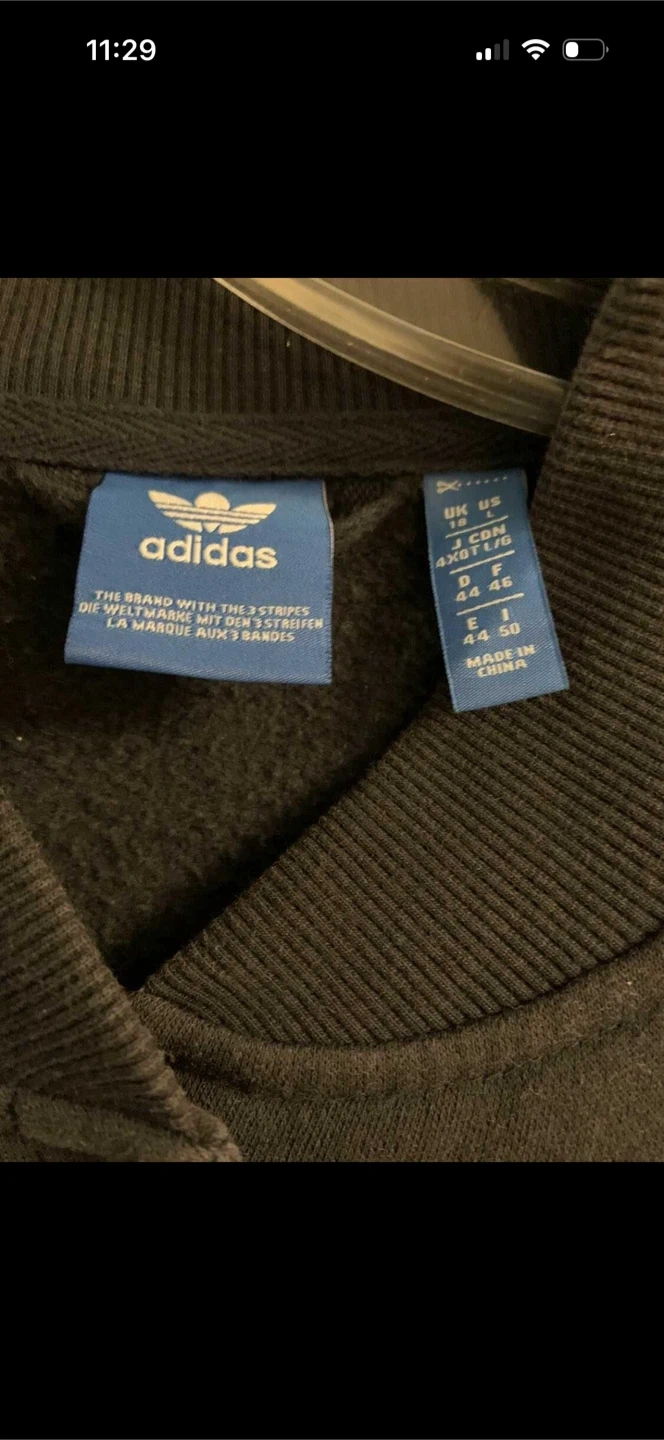 11:29
adidas
THE BRAND WITH THE 3 STRIPES
DIE WELTMARKE MIT DEN 3 STREIFEN
LA MARQUE AUX 3 BANDES
UK US
18 L
J CDN
4XOT L/G
D F
44 46
E I
44 50
MADE IN
CHINA